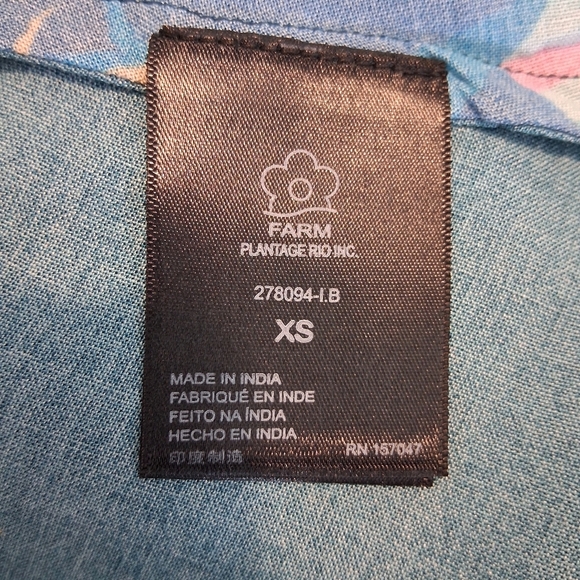 FARM
PLANTAGE RIO INC.
278094-I.B
XS
MADE IN INDIA
FABRIQUÉ EN INDE
FEITO NA ÍNDIA
HECHO EN INDIA
印度制造
RN 157047